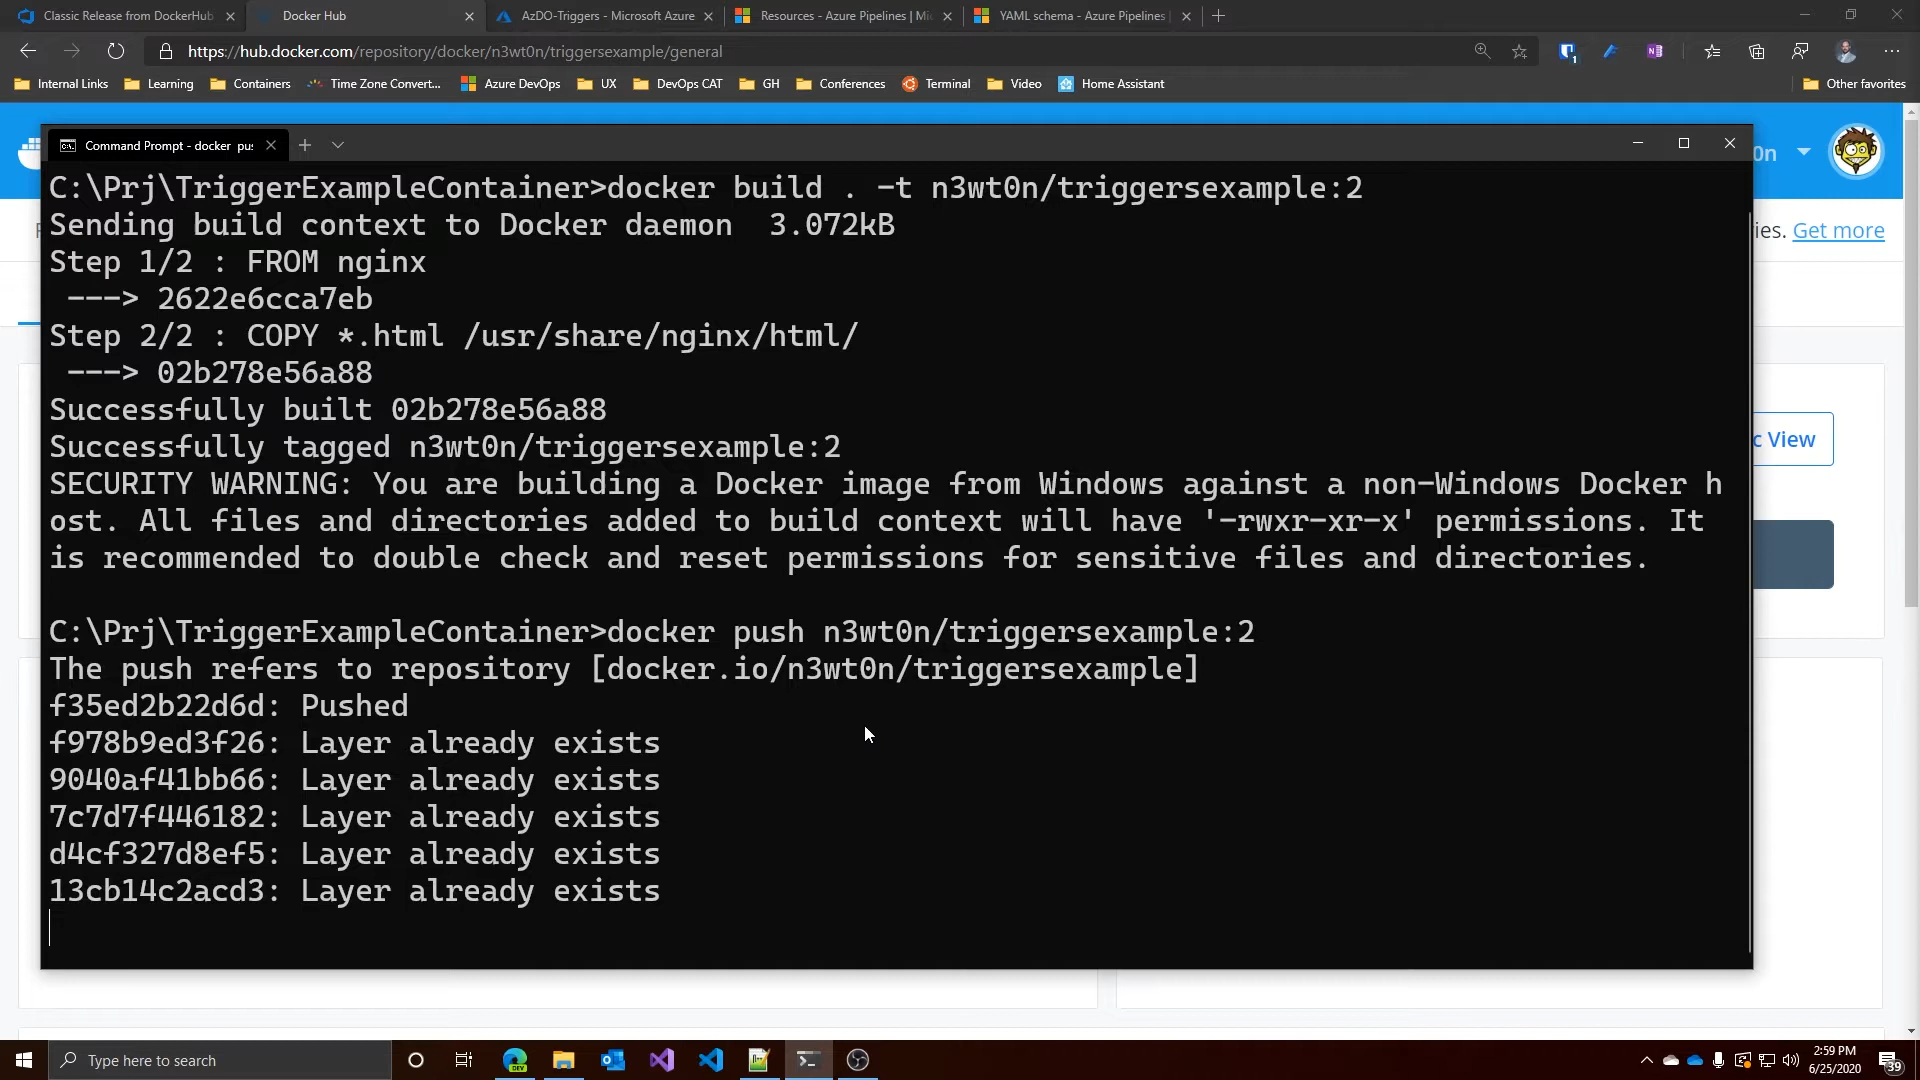 Classic Release from DockerHub
Docker Hub
AzDO-Triggers - Microsoft Azure
Resources - Azure Pipelines | Mi
YAML schema - Azure Pipelines
https://hub.docker.com/repository/docker/n3wt0n/triggersexample/general
Internal Links
Learning
Containers
Time Zone Convert...
Azure DevOps
UX
DevOps CAT
GH
Conferences
Terminal
Video
Home Assistant
Other favorites
Command Prompt - docker pu
0n
ies. Get more
c View
C:\Prj\TriggerExampleContainer>docker build . -t n3wt0n/triggersexample:2
Sending build context to Docker daemon  3.072kB
Step 1/2 : FROM nginx
 ---> 2622e6cca7eb
Step 2/2 : COPY *.html /usr/share/nginx/html/
 ---> 02b278e56a88
Successfully built 02b278e56a88
Successfully tagged n3wt0n/triggersexample:2
SECURITY WARNING: You are building a Docker image from Windows against a non-Windows Docker h
ost. All files and directories added to build context will have '-rwxr-xr-x' permissions. It
is recommended to double check and reset permissions for sensitive files and directories.
C:\Prj\TriggerExampleContainer>docker push n3wt0n/triggersexample:2
The push refers to repository [docker.io/n3wt0n/triggersexample]
f35ed2b22d6d: Pushed
f978b9ed3f26: Layer already exists
9040af41bb66: Layer already exists
7c7d7f446182: Layer already exists
d4cf327d8ef5: Layer already exists
13cb14c2acd3: Layer already exists
Type here to search
2:59 PM
6/25/2020
39